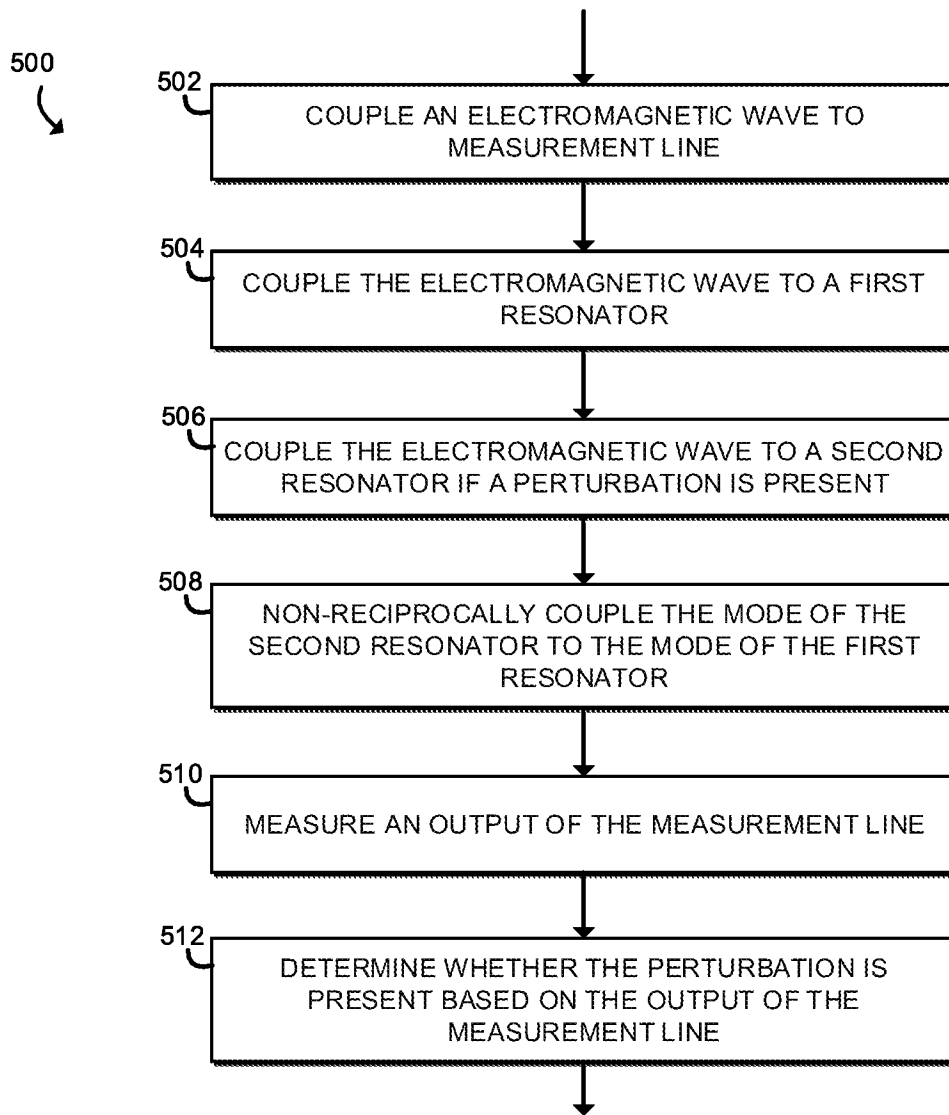 500
502
COUPLE AN ELECTROMAGNETIC WAVE TO
MEASUREMENT LINE
504
COUPLE THE ELECTROMAGNETIC WAVE TO A FIRST
RESONATOR
506
COUPLE THE ELECTROMAGNETIC WAVE TO A SECOND
RESONATOR IF A PERTURBATION IS PRESENT
508
NON-RECIPROCALLY COUPLE THE MODE OF THE
SECOND RESONATOR TO THE MODE OF THE FIRST
RESONATOR
510
MEASURE AN OUTPUT OF THE MEASUREMENT LINE
512
DETERMINE WHETHER THE PERTURBATION IS
PRESENT BASED ON THE OUTPUT OF THE
MEASUREMENT LINE